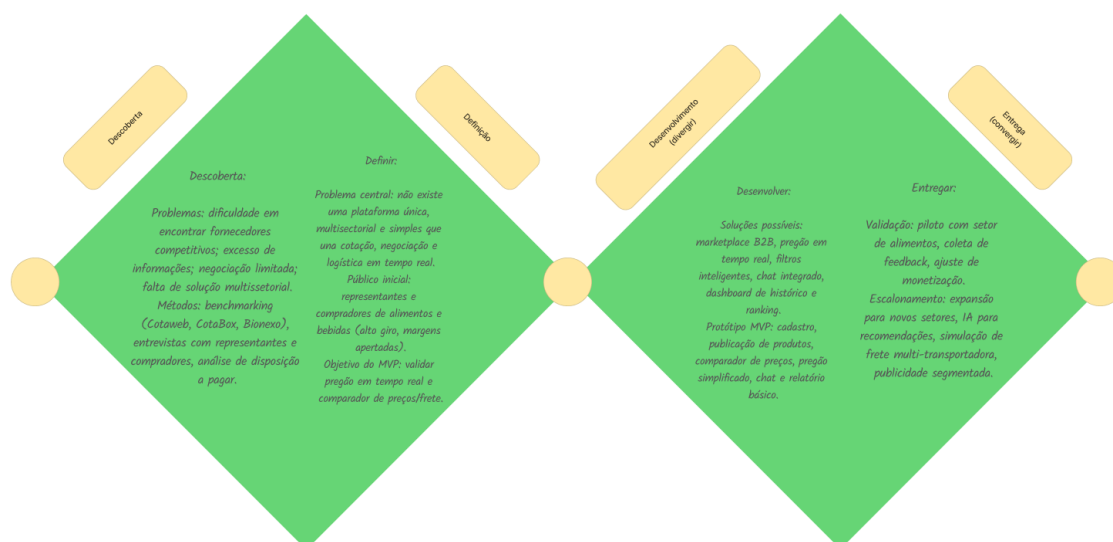 Descoberta
Definição
Descoberta:
Problemas: dificuldade em
encontrar fornecedores
competitivos; excesso de
informações; negociação limitada;
falta de solução multissetorial.
Métodos: benchmarking
(Cotaweb, CotaBox, Bionexo),
entrevistas com representantes e
compradores, análise de disposição
a pagar.
Definir:
Problema central: não existe
uma plataforma única,
multisectorial e simples que
una cotação, negociação e
logística em tempo real.
Público inicial:
representantes e
compradores de alimentos e
bebidas (alto giro, margens
apertadas).
Objetivo do MVP: validar
pregão em tempo real e
comparador de preços/frete.
Desenvolvimento
(divergir)
Entrega
(convergir)
Desenvolver:
Soluções possíveis:
marketplace B2B, pregão em
tempo real, filtros
inteligentes, chat integrado,
dashboard de histórico e
ranking.
Protótipo MVP: cadastro,
publicação de produtos,
comparador de preços, pregão
simplificado, chat e relatório
básico.
Entregar:
Validação: piloto com setor
de alimentos, coleta de
feedback, ajuste de
monetização.
Escalonamento: expansão
para novos setores, IA para
recomendações, simulação de
frete multi-transportadora,
publicidade segmentada.